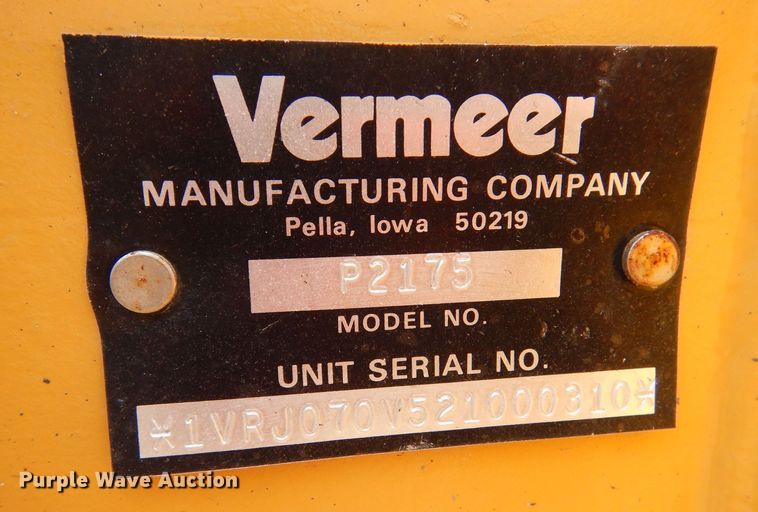 Vermeer
MANUFACTURING COMPANY
Pella, Iowa 50219
P2175
MODEL NO.
UNIT SERIAL NO.
*1VRJ070V521000310*
Purple Wave Auction